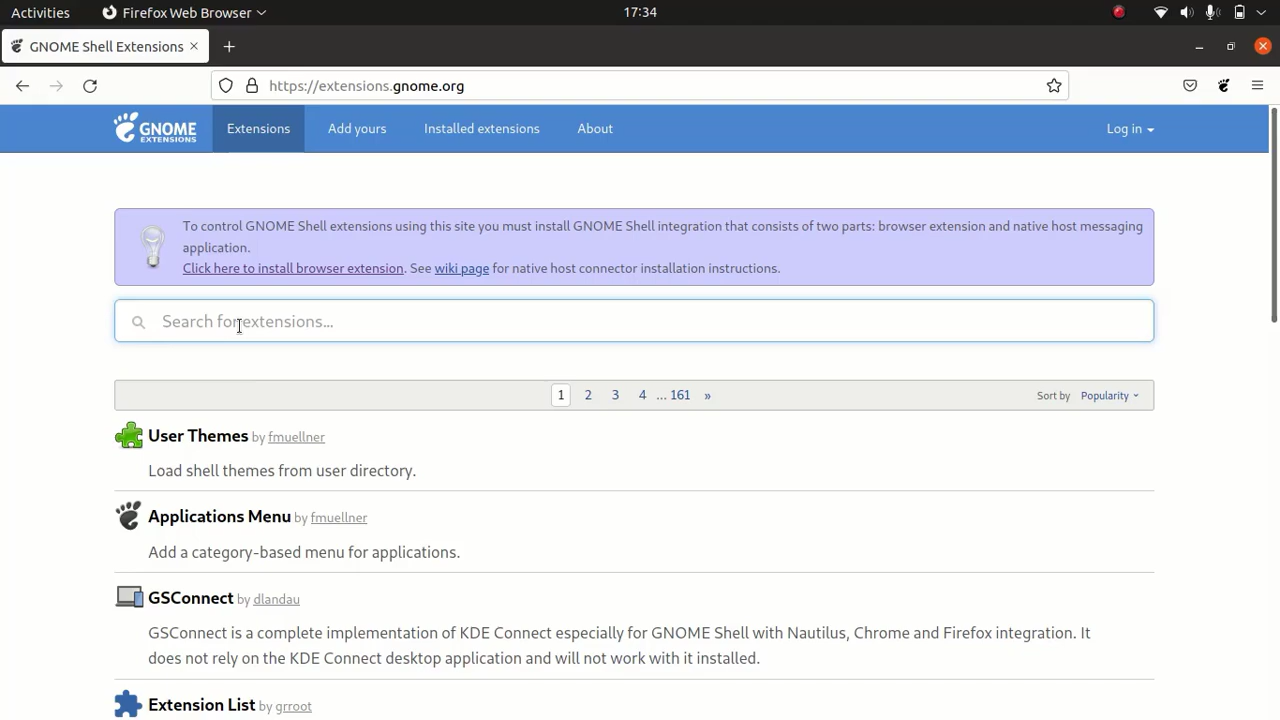 Activities Firefox Web Browser 17:34
GNOME Shell Extensions
https://extensions.gnome.org
GNOME EXTENSIONS Extensions Add yours Installed extensions About Log in
To control GNOME Shell extensions using this site you must install GNOME Shell integration that consists of two parts: browser extension and native host messaging
application.
Click here to install browser extension. See wiki page for native host connector installation instructions.
Search for extensions...
1 2 3 4 ... 161 » Sort by Popularity
User Themes by fmuellner
Load shell themes from user directory.
Applications Menu by fmuellner
Add a category-based menu for applications.
GSConnect by dlandau
GSConnect is a complete implementation of KDE Connect especially for GNOME Shell with Nautilus, Chrome and Firefox integration. It
does not rely on the KDE Connect desktop application and will not work with it installed.
Extension List by grroot